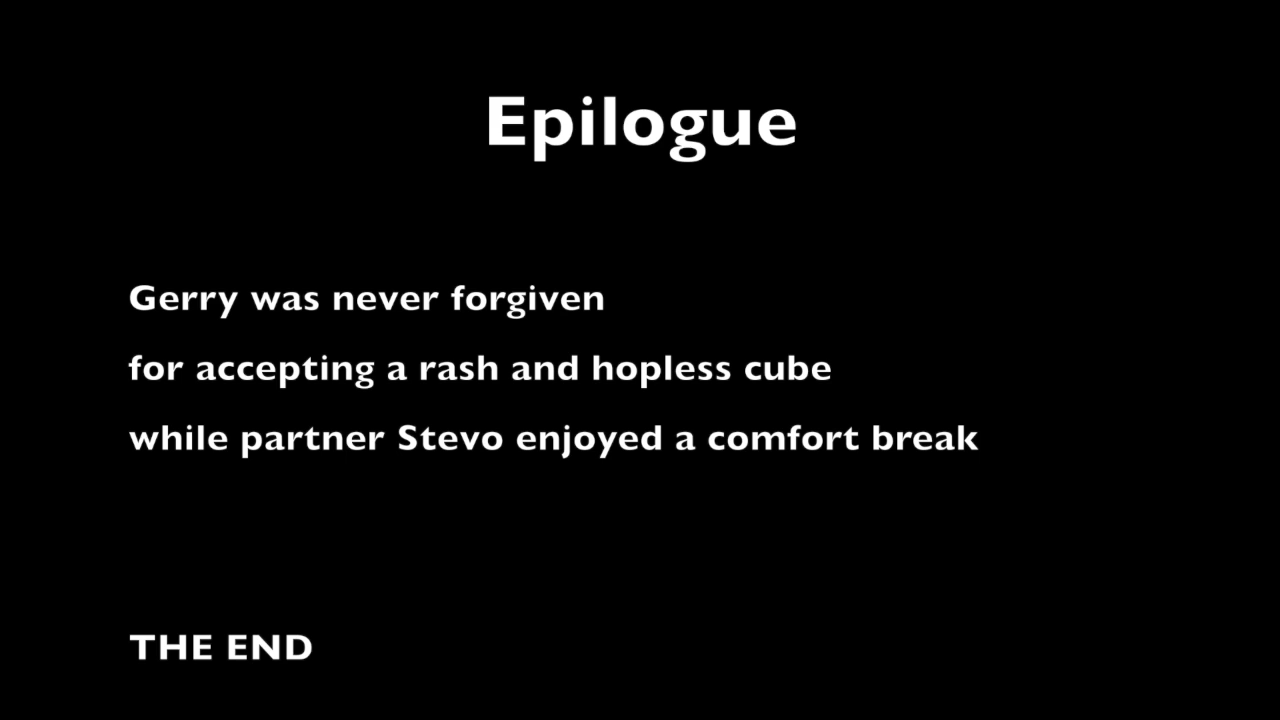 Epilogue
Gerry was never forgiven
for accepting a rash and hopless cube
while partner Stevo enjoyed a comfort break
THE END